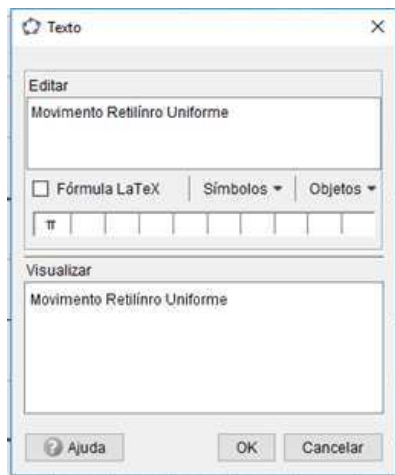 Texto
Editar
Movimento Retilínro Uniforme
Fórmula LaTeX Símbolos Objetos
π
Visualizar
Movimento Retilínro Uniforme
Ajuda OK Cancelar